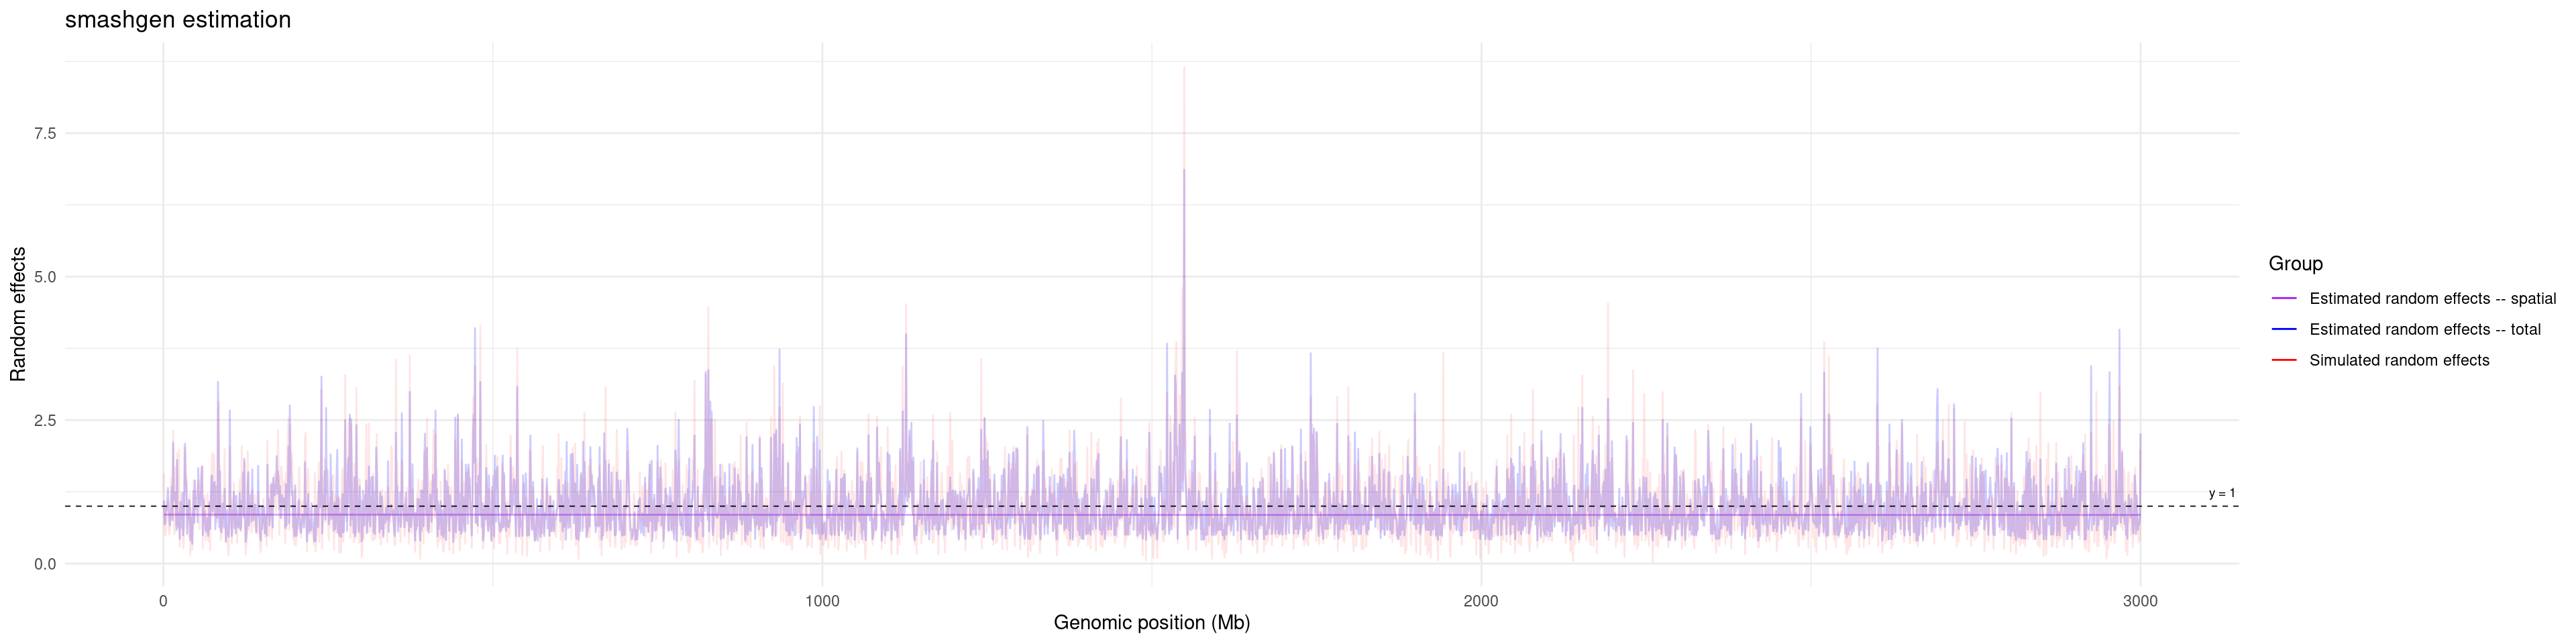 smashgen estimation
Random effects
7.5
5.0
2.5
0.0
y = 1
0
1000
2000
3000
Genomic position (Mb)
Group
Estimated random effects -- spatial
Estimated random effects -- total
Simulated random effects